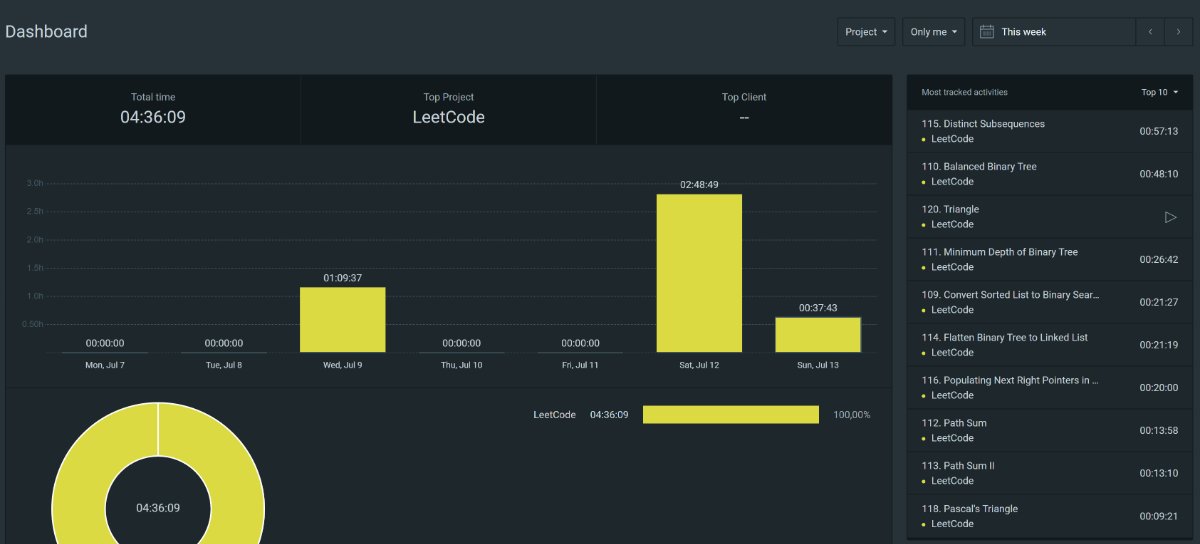 Dashboard
Project
Only me
This week
Total time
04:36:09
Top Project
LeetCode
Top Client
--
3.0h
2.5h
2.0h
1.5h
1.0h
0.50h
00:00:00
00:00:00
01:09:37
00:00:00
00:00:00
02:48:49
00:37:43
Mon, Jul 7
Tue, Jul 8
Wed, Jul 9
Thu, Jul 10
Fri, Jul 11
Sat, Jul 12
Sun, Jul 13
04:36:09
LeetCode 04:36:09 100,00%
Most tracked activities
Top 10
115. Distinct Subsequences
LeetCode
00:57:13
110. Balanced Binary Tree
LeetCode
00:48:10
120. Triangle
LeetCode
111. Minimum Depth of Binary Tree
LeetCode
00:26:42
109. Convert Sorted List to Binary Sear...
LeetCode
00:21:27
114. Flatten Binary Tree to Linked List
LeetCode
00:21:19
116. Populating Next Right Pointers in ...
LeetCode
00:20:00
112. Path Sum
LeetCode
00:13:58
113. Path Sum II
LeetCode
00:13:10
118. Pascal's Triangle
LeetCode
00:09:21